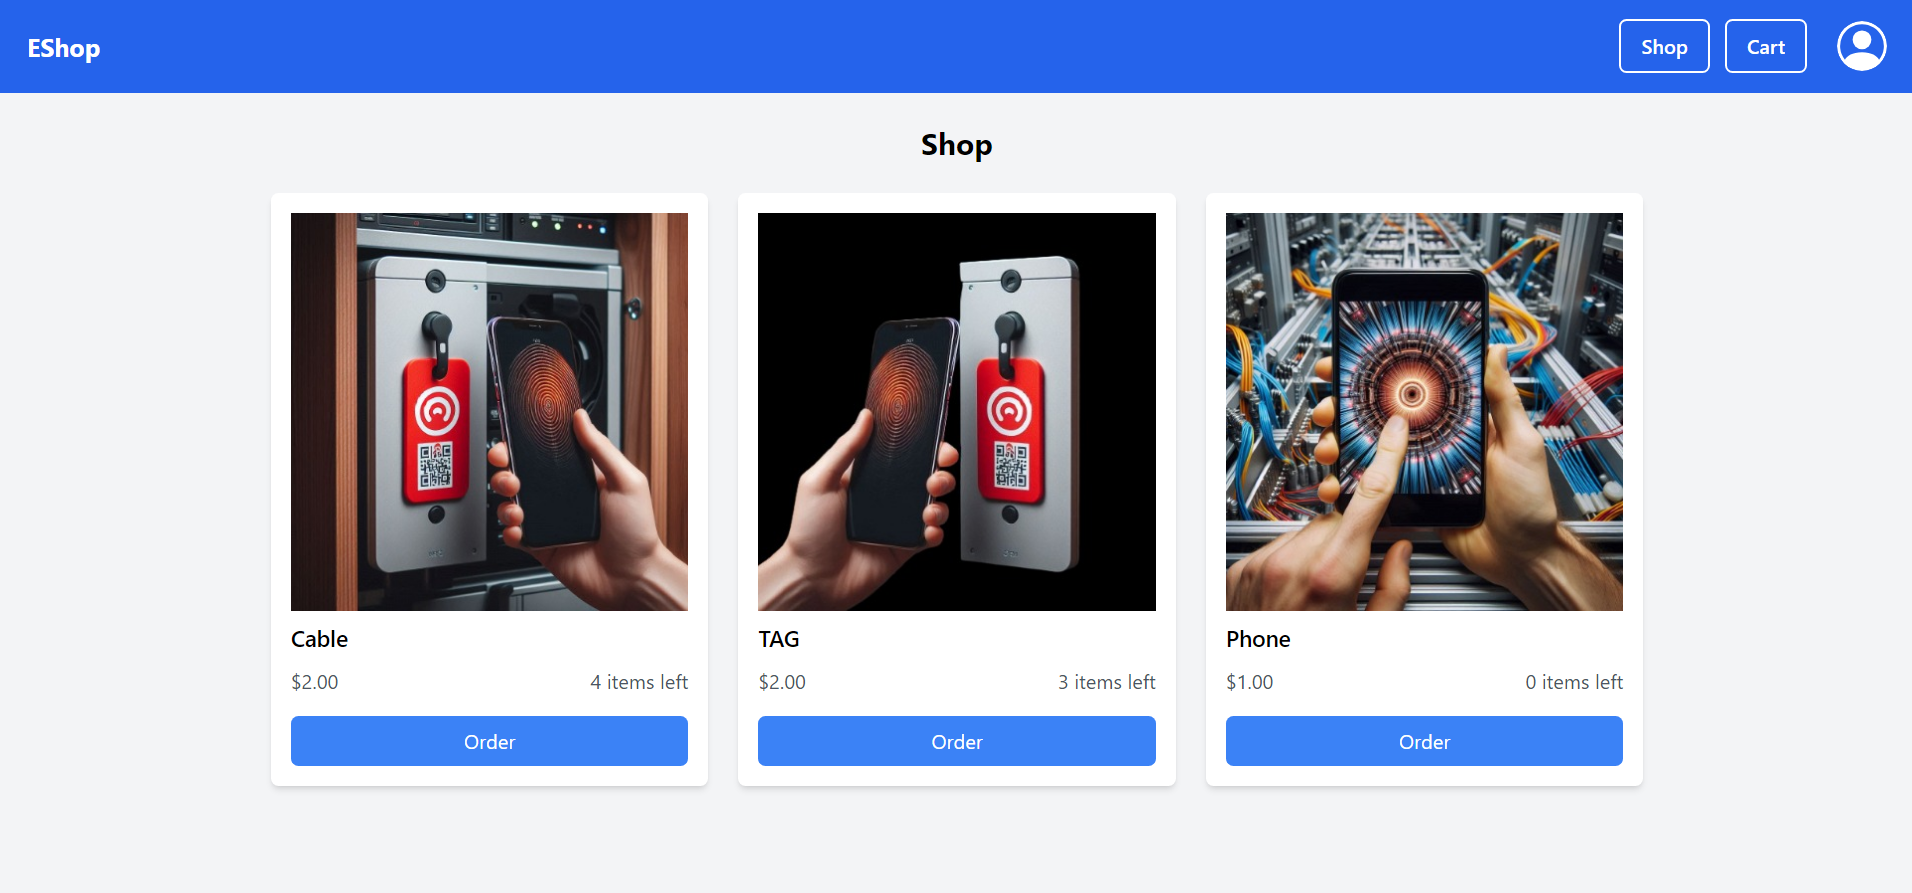 EShop
Shop
Cart
Shop
Cable
$2.00
4 items left
Order
TAG
$2.00
3 items left
Order
Phone
$1.00
0 items left
Order